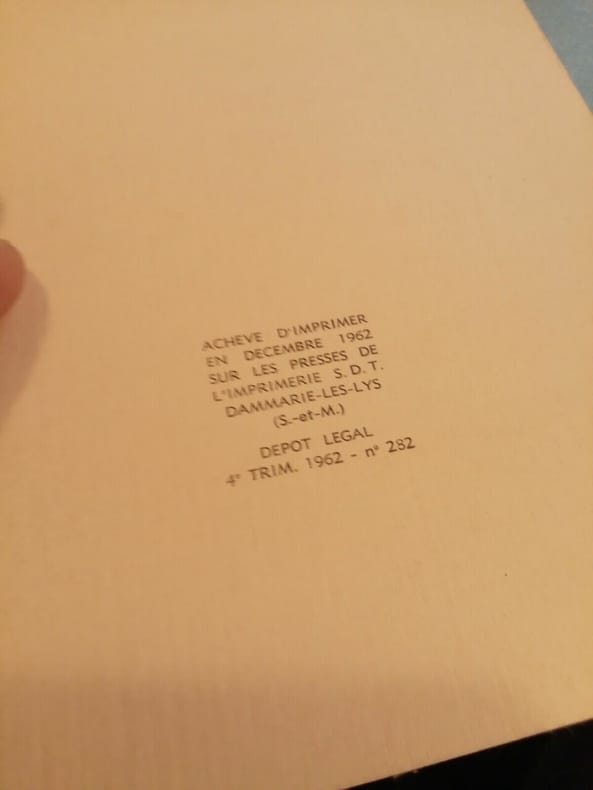 ACHEVE D'IMPRIMER
EN DECEMBRE 1962
SUR LES PRESSES DE
L'IMPRIMERIE S.D.T.
DAMMARIE-LES-LYS
(S.-et-M.)
DEPOT LEGAL
4° TRIM. 1962 - n° 282